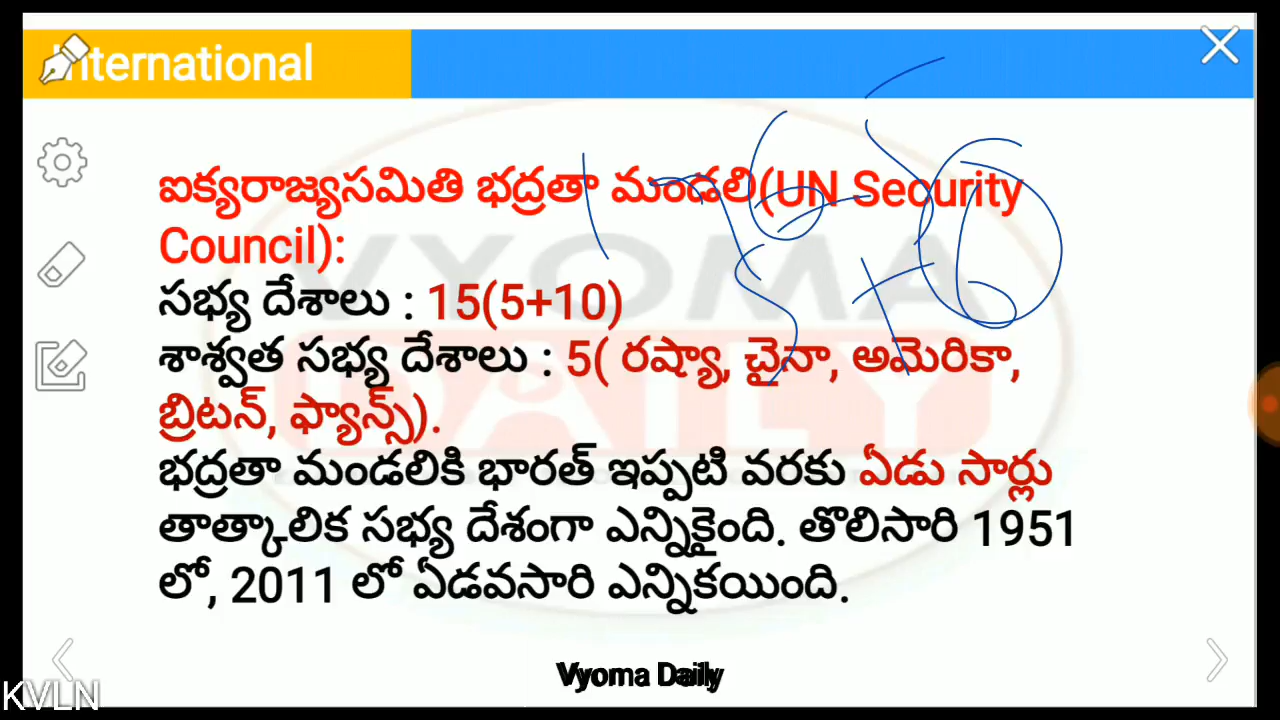 International
ఐక్యరాజ్యసమితి భద్రతా మండలి(UN Security
Council):
సభ్య దేశాలు : 15(5+10)
శాశ్వత సభ్య దేశాలు : 5( రష్యా, చైనా, అమెరికా,
బ్రిటన్, ఫ్యాన్స్).
భద్రతా మండలికి భారత్ ఇప్పటి వరకు ఏడు సార్లు
తాత్కాలిక సభ్య దేశంగా ఎన్నికైంది. తొలిసారి 1951
లో, 2011 లో ఏడవసారి ఎన్నికయింది.
Vyoma Daily
KVLN